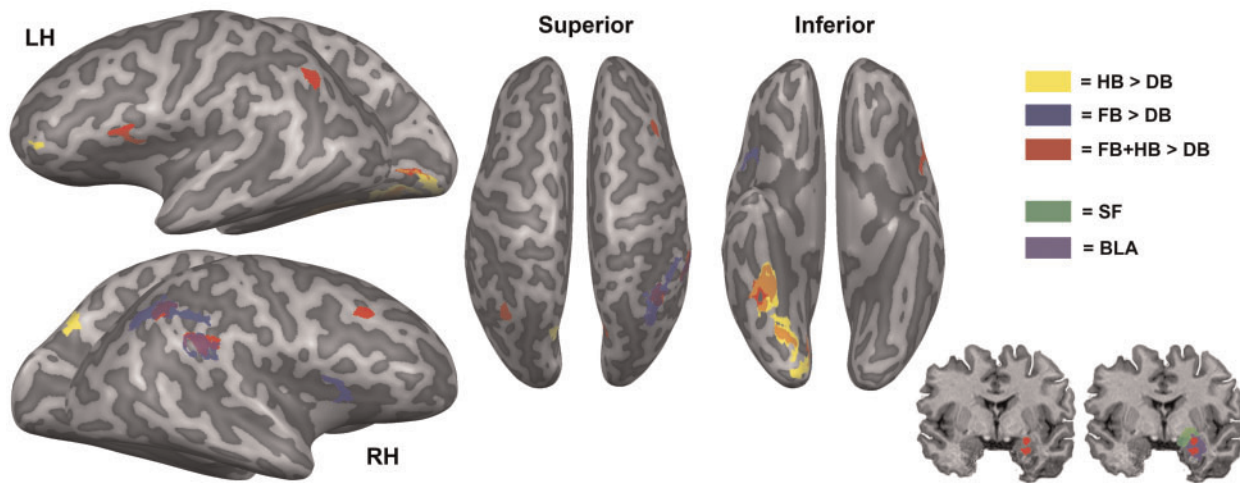 LH
Superior
Inferior
= HB > DB
= FB > DB
= FB+HB > DB
= SF
= BLA
RH